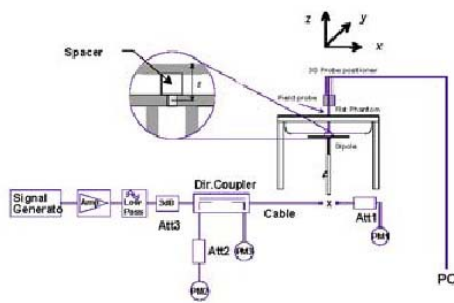 z
y
x
Spacer
s
3D Probe positioner
Field probe
Flat Phantom
Dipole
Dir.Coupler
Signal
Generato
Amp
Low
Pass
3dB
Att3
Cable
x
Att1
PM1
Att2
PM3
PM2
PC